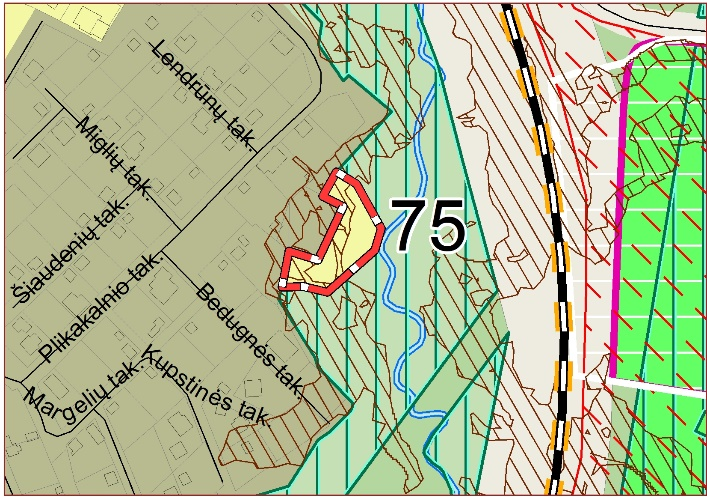 Lendrūnų tak.
Miglių tak.
75
Šiaudenių tak.
Plikakalnio tak.
Bedugnės tak.
Kupstinės tak.
Margelių tak.